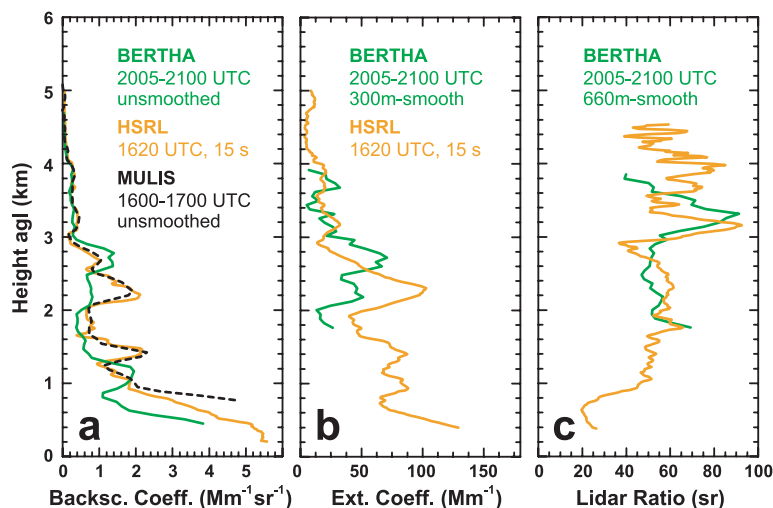 BERTHA
2005-2100 UTC
unsmoothed
HSRL
1620 UTC, 15 s
MULIS
1600-1700 UTC
unsmoothed
BERTHA
2005-2100 UTC
300m-smooth
HSRL
1620 UTC, 15 s
BERTHA
2005-2100 UTC
660m-smooth
Height agl (km)
6
5
4
3
2
1
0
a
b
c
0 1 2 3 4 5
0 50 100 150
0 20 40 60 80 100
Backsc. Coeff. (Mm⁻¹sr⁻¹)
Ext. Coeff. (Mm⁻¹)
Lidar Ratio (sr)